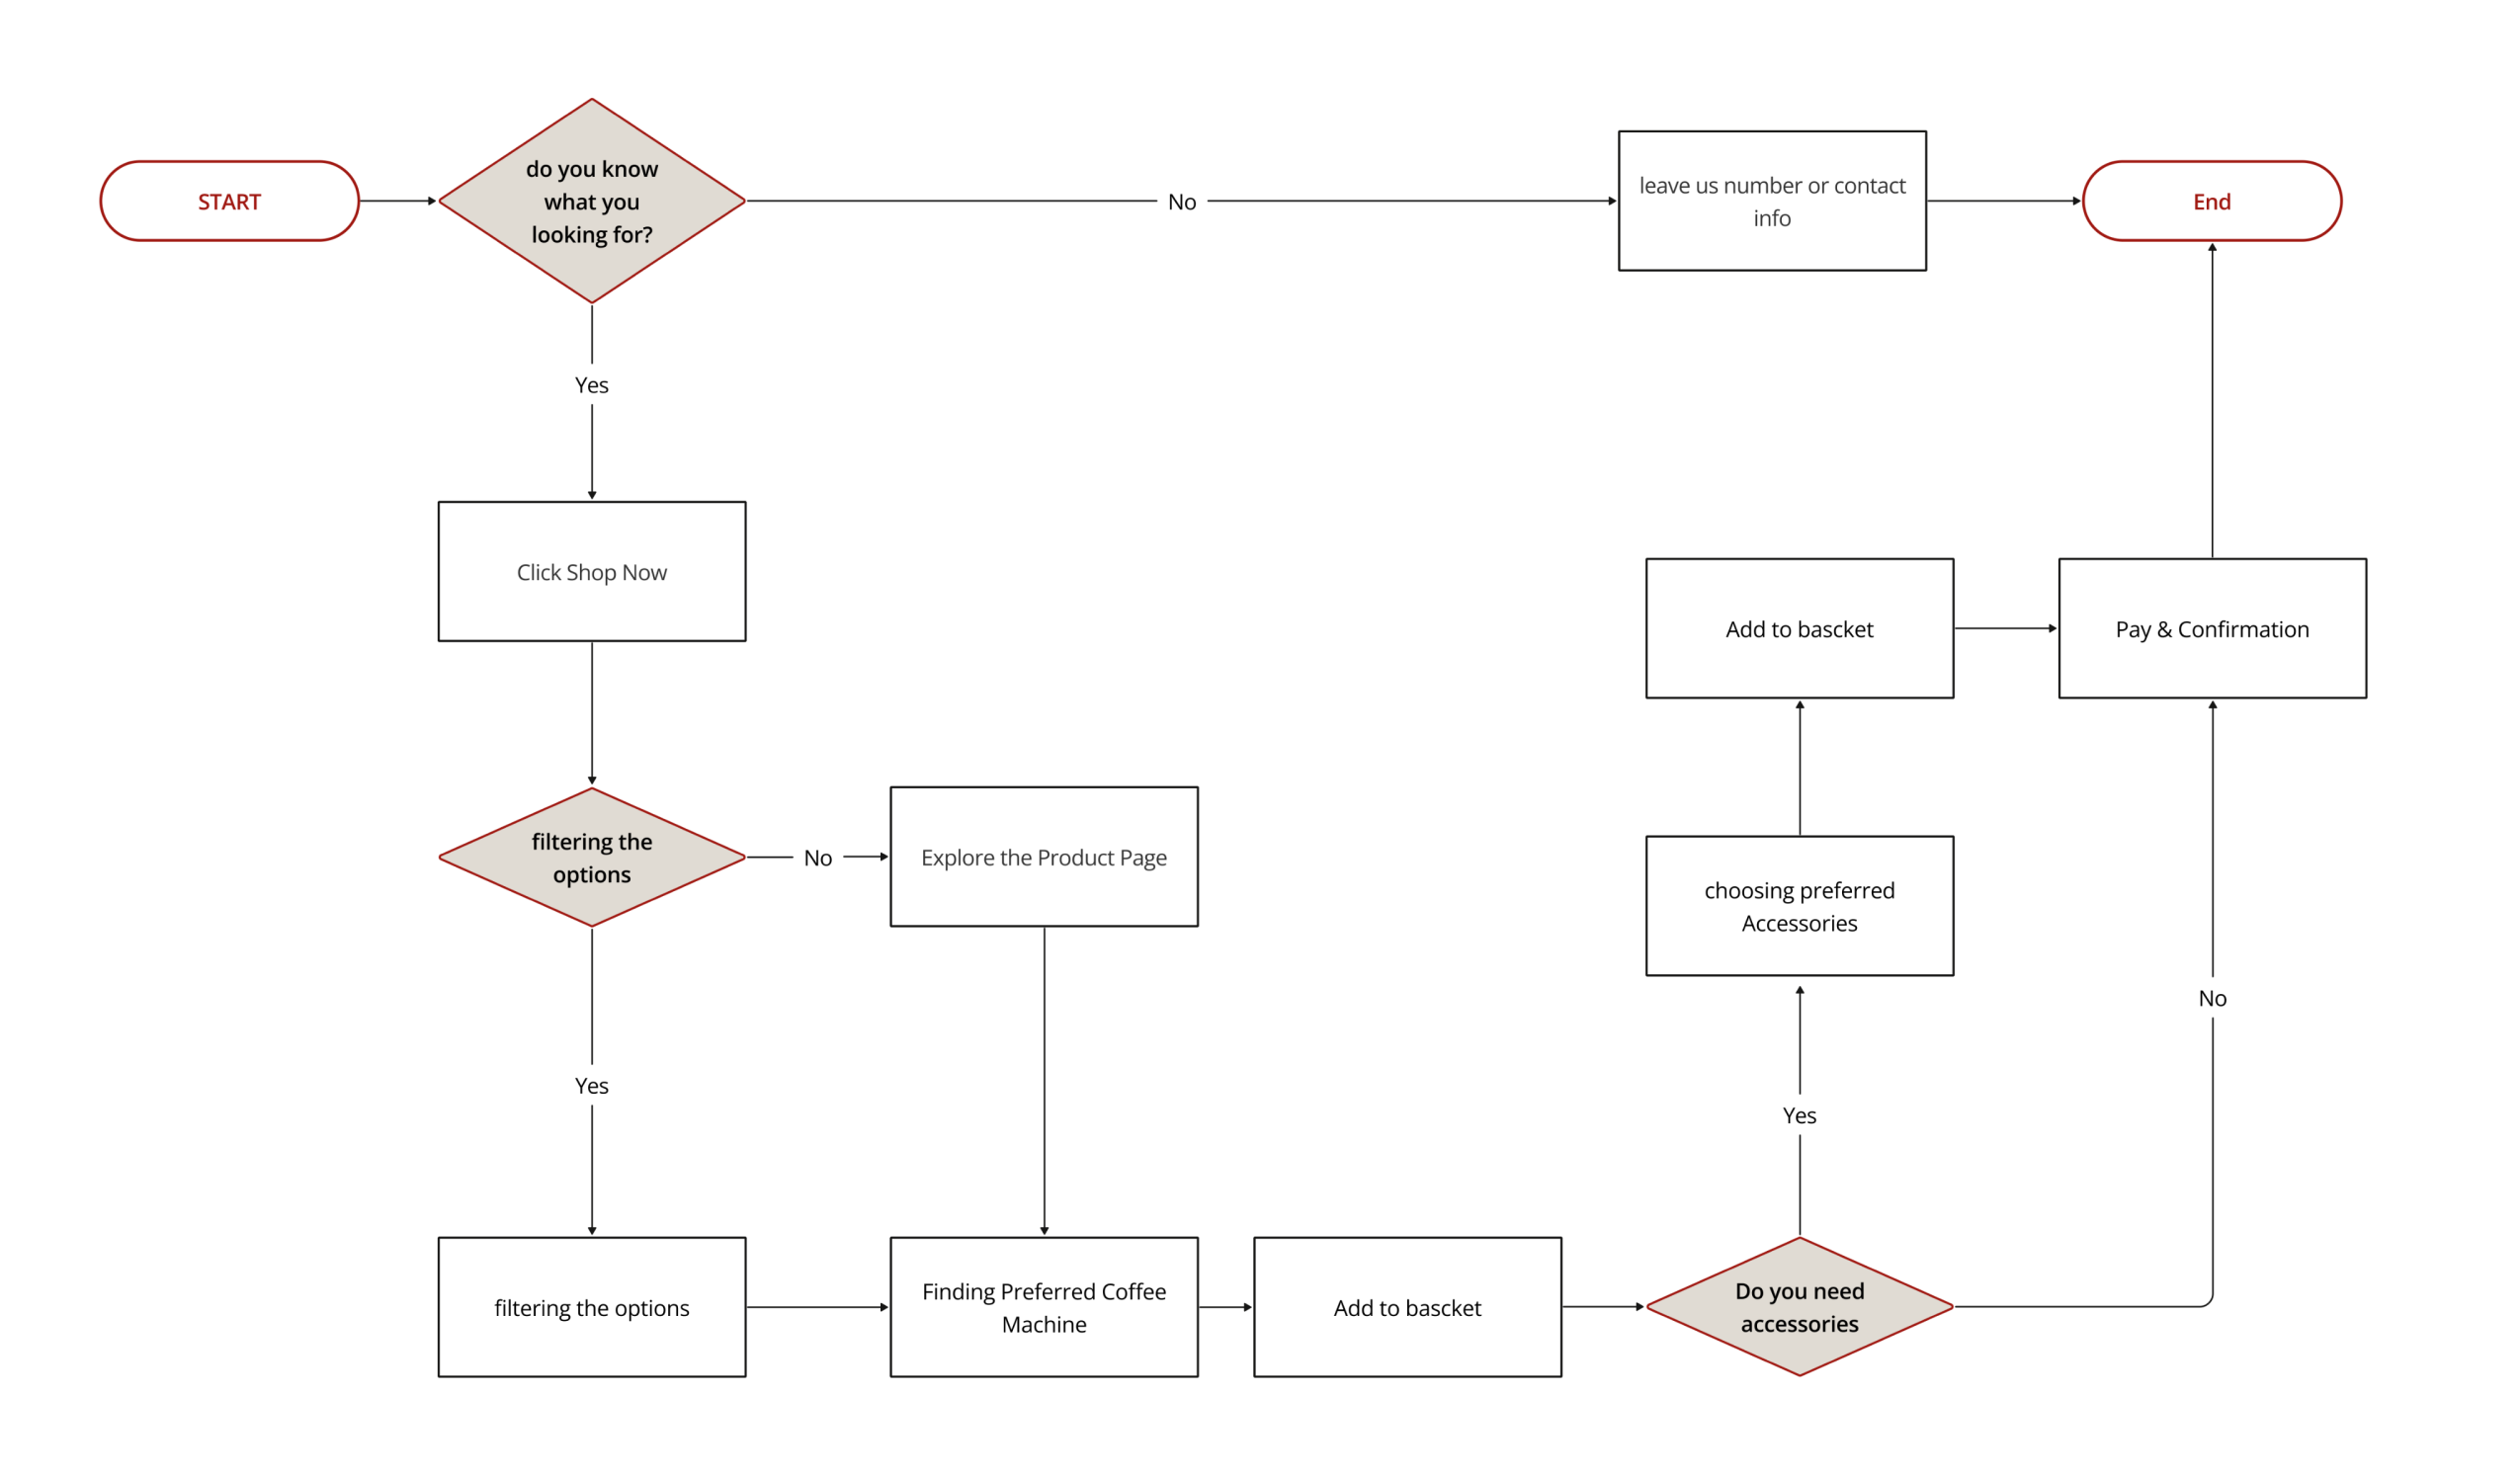 START
do you know
what you
looking for?
No
leave us number or contact
info
End
Yes
Click Shop Now
Add to bascket
Pay & Confirmation
filtering the
options
No
Explore the Product Page
choosing preferred
Accessories
No
Yes
Yes
filtering the options
Finding Preferred Coffee
Machine
Add to bascket
Do you need
accessories